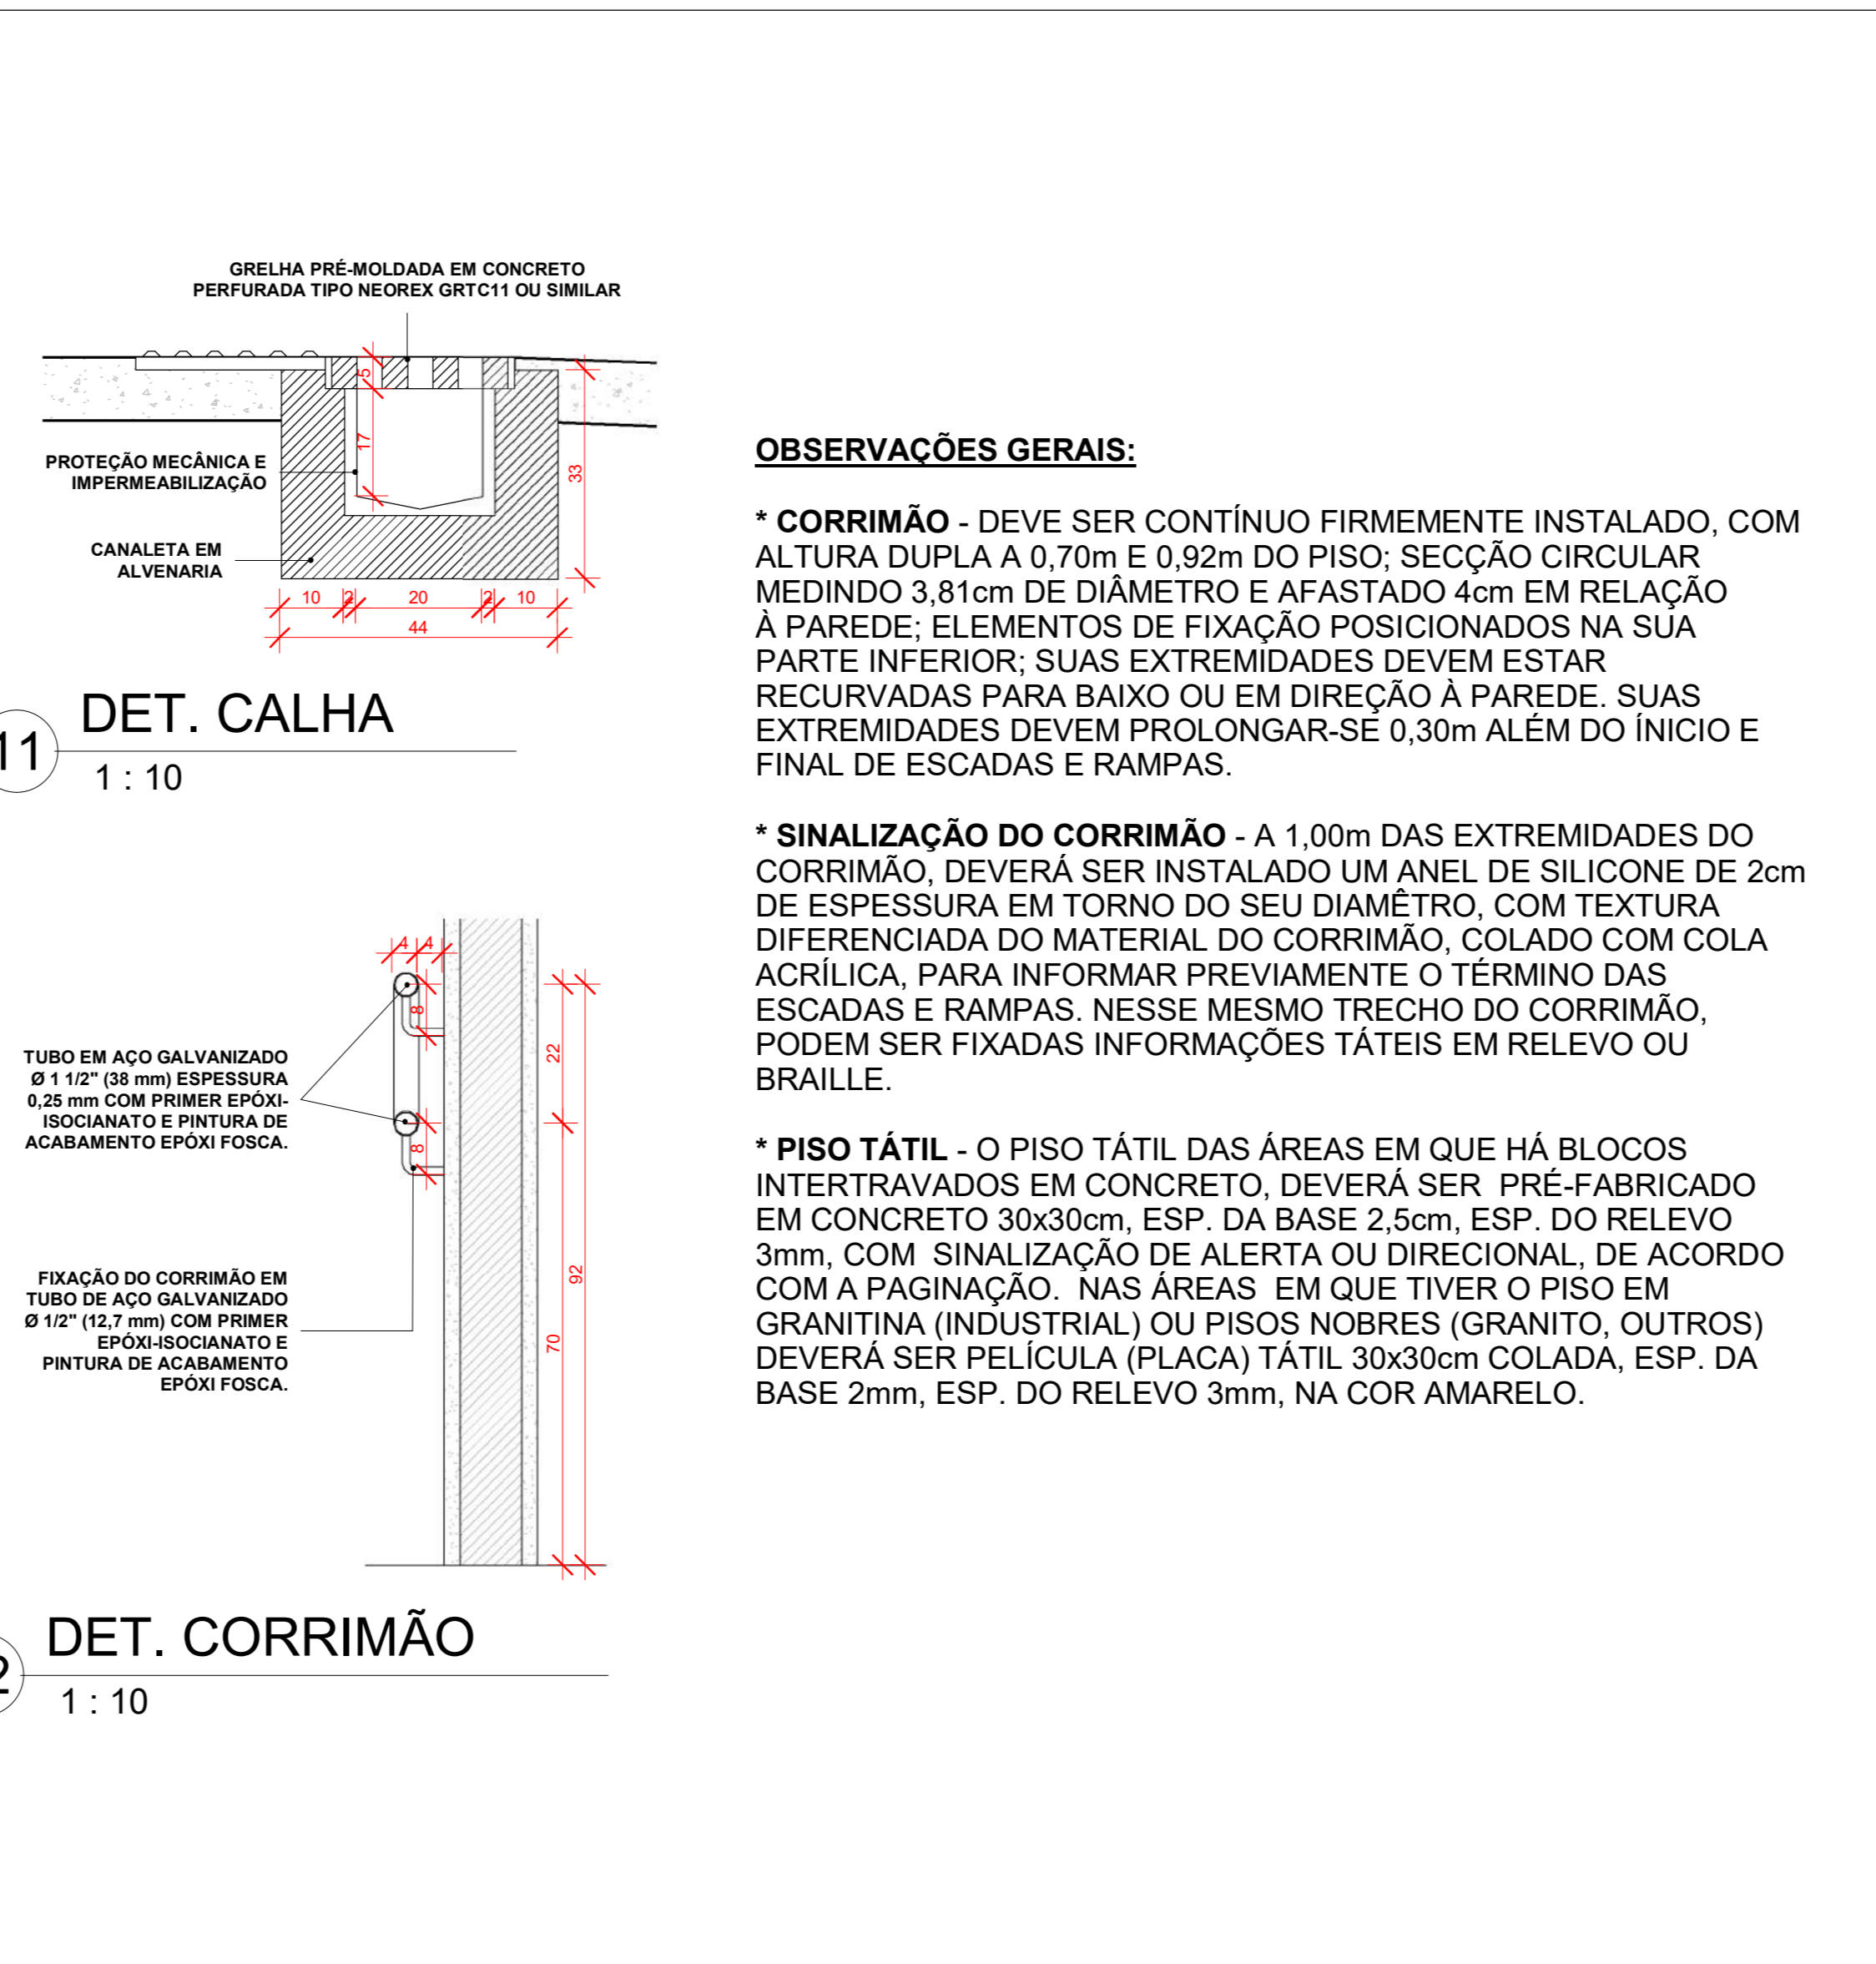 GRELHA PRÉ-MOLDADA EM CONCRETO
PERFURADA TIPO NEOREX GRTC11 OU SIMILAR
5
17
33
PROTEÇÃO MECÂNICA E
IMPERMEABILIZAÇÃO
CANALETA EM
ALVENARIA
10 2 20 2 10
44
11 DET. CALHA
1 : 10
4 4
8
22
TUBO EM AÇO GALVANIZADO
Ø 1 1/2" (38 mm) ESPESSURA
0,25 mm COM PRIMER EPÓXI-
ISOCIANATO E PINTURA DE
ACABAMENTO EPÓXI FOSCA.
8
92
70
FIXAÇÃO DO CORRIMÃO EM
TUBO DE AÇO GALVANIZADO
Ø 1/2" (12,7 mm) COM PRIMER
EPÓXI-ISOCIANATO E
PINTURA DE ACABAMENTO
EPÓXI FOSCA.
2 DET. CORRIMÃO
1 : 10
OBSERVAÇÕES GERAIS:
* CORRIMÃO - DEVE SER CONTÍNUO FIRMEMENTE INSTALADO, COM
ALTURA DUPLA A 0,70m E 0,92m DO PISO; SECÇÃO CIRCULAR
MEDINDO 3,81cm DE DIÂMETRO E AFASTADO 4cm EM RELAÇÃO
À PAREDE; ELEMENTOS DE FIXAÇÃO POSICIONADOS NA SUA
PARTE INFERIOR; SUAS EXTREMIDADES DEVEM ESTAR
RECURVADAS PARA BAIXO OU EM DIREÇÃO À PAREDE. SUAS
EXTREMIDADES DEVEM PROLONGAR-SE 0,30m ALÉM DO ÍNICIO E
FINAL DE ESCADAS E RAMPAS.
* SINALIZAÇÃO DO CORRIMÃO - A 1,00m DAS EXTREMIDADES DO
CORRIMÃO, DEVERÁ SER INSTALADO UM ANEL DE SILICONE DE 2cm
DE ESPESSURA EM TORNO DO SEU DIAMÊTRO, COM TEXTURA
DIFERENCIADA DO MATERIAL DO CORRIMÃO, COLADO COM COLA
ACRÍLICA, PARA INFORMAR PREVIAMENTE O TÉRMINO DAS
ESCADAS E RAMPAS. NESSE MESMO TRECHO DO CORRIMÃO,
PODEM SER FIXADAS INFORMAÇÕES TÁTEIS EM RELEVO OU
BRAILLE.
* PISO TÁTIL - O PISO TÁTIL DAS ÁREAS EM QUE HÁ BLOCOS
INTERTRAVADOS EM CONCRETO, DEVERÁ SER PRÉ-FABRICADO
EM CONCRETO 30x30cm, ESP. DA BASE 2,5cm, ESP. DO RELEVO
3mm, COM SINALIZAÇÃO DE ALERTA OU DIRECIONAL, DE ACORDO
COM A PAGINAÇÃO. NAS ÁREAS EM QUE TIVER O PISO EM
GRANITINA (INDUSTRIAL) OU PISOS NOBRES (GRANITO, OUTROS)
DEVERÁ SER PELÍCULA (PLACA) TÁTIL 30x30cm COLADA, ESP. DA
BASE 2mm, ESP. DO RELEVO 3mm, NA COR AMARELO.